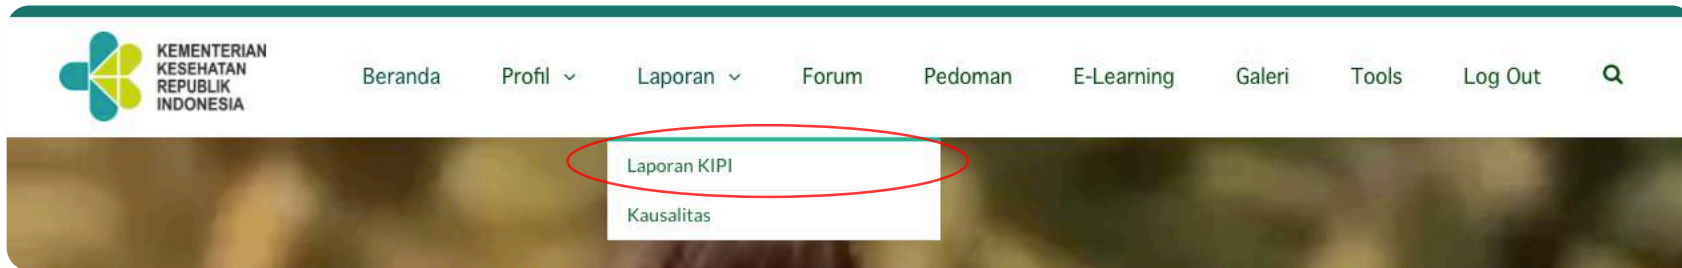 KEMENTERIAN
KESEHATAN
REPUBLIK
INDONESIA
Beranda Profil Laporan Forum Pedoman E-Learning Galeri Tools Log Out
Laporan KIPI
Kausalitas